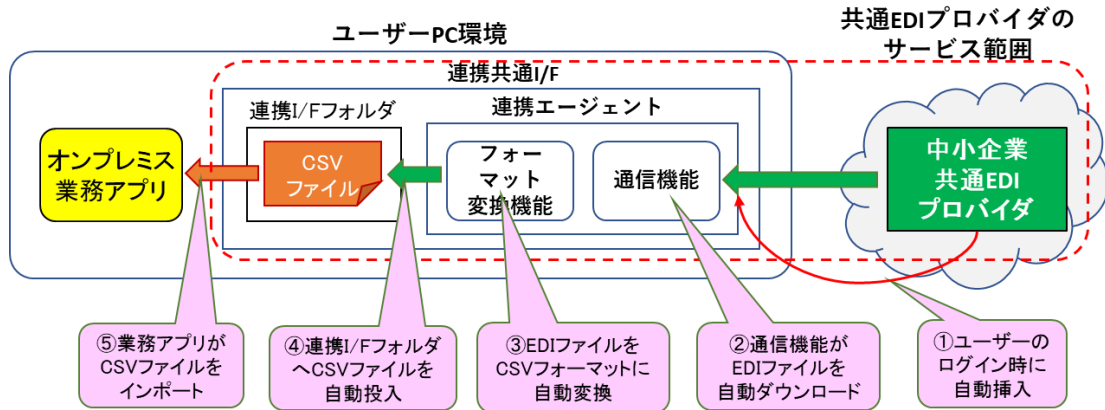 ユーザーPC環境
共通EDIプロバイダの
サービス範囲
連携共通I/F
連携I/Fフォルダ
連携エージェント
オンプレミス
業務アプリ
CSV
ファイル
フォー
マット
変換機能
通信機能
中小企業
共通EDI
プロバイダ
⑤業務アプリが
CSVファイルを
インポート
④連携I/Fフォルダ
へCSVファイルを
自動投入
③EDIファイルを
CSVフォーマットに
自動変換
②通信機能が
EDIファイルを
自動ダウンロード
①ユーザーの
ログイン時に
自動挿入